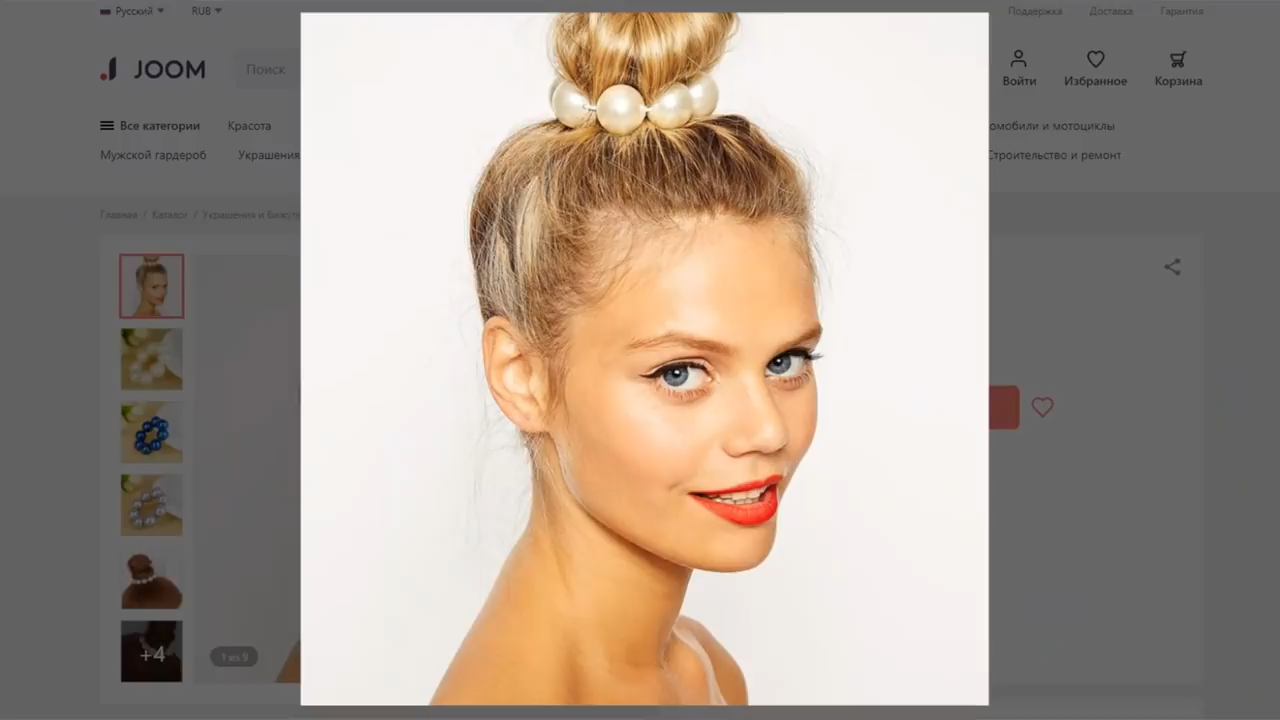 Русский RUB Поддержка Доставка Гарантия
JOOM Поиск Войти Избранное Корзина
Все категории Красота омобили и мотоциклы
Мужской гардероб Украшения Строительство и ремонт
Главная / Каталог / Украшения и бижуте
+4
1 из 9